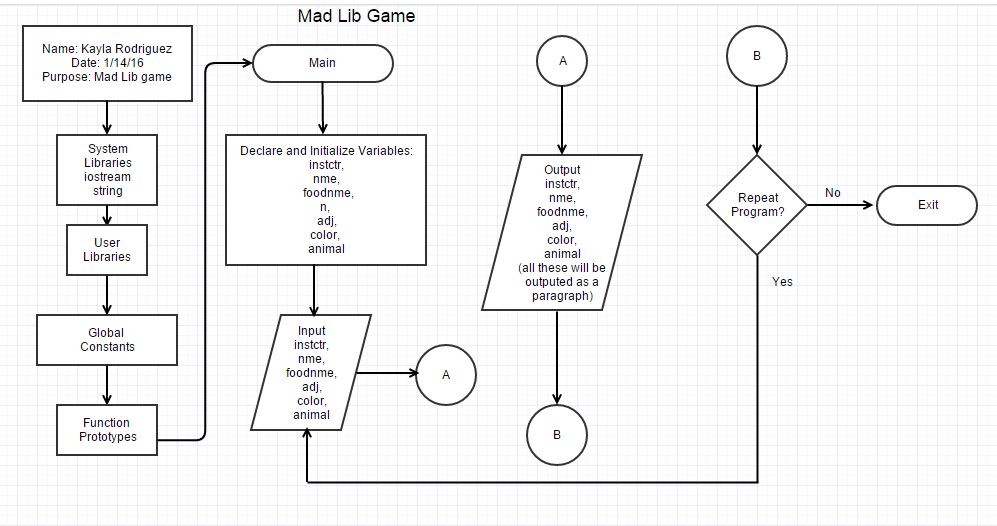 Mad Lib Game
Name: Kayla Rodriguez
Date: 1/14/16
Purpose: Mad Lib game
System
Libraries
iostream
string
User
Libraries
Global
Constants
Function
Prototypes
Main
Declare and Initialize Variables:
instctr,
nme,
foodnme,
n,
adj,
color,
animal
Input
instctr,
nme,
foodnme,
adj,
color,
animal
A
A
Output
instctr,
nme,
foodnme,
adj,
color,
animal
(all these will be
outputed as a
paragraph)
B
B
Repeat
Program?
No
Exit
Yes